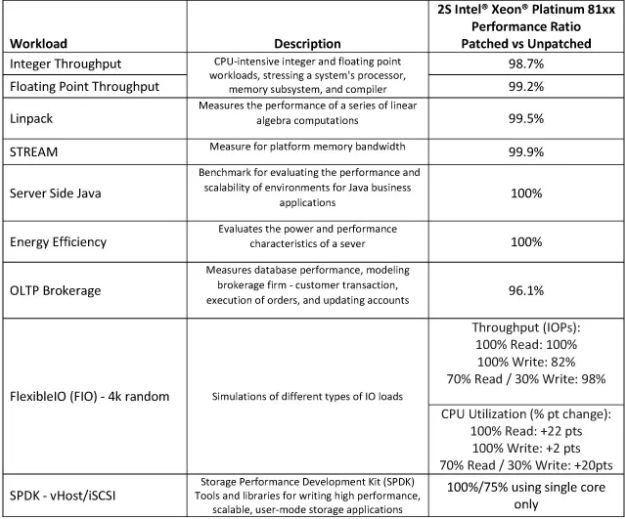 2S Intel® Xeon® Platinum 81xx
Performance Ratio
Workload Description Patched vs Unpatched
Integer Throughput
CPU-intensive integer and floating point
workloads, stressing a system's processor,
memory subsystem, and compiler
98.7%
Floating Point Throughput
99.2%
Linpack
Measures the performance of a series of linear
algebra computations
99.5%
STREAM
Measure for platform memory bandwidth
99.9%
Server Side Java
Benchmark for evaluating the performance and
scalability of environments for Java business
applications
100%
Energy Efficiency
Evaluates the power and performance
characteristics of a sever
100%
OLTP Brokerage
Measures database performance, modeling
brokerage firm - customer transaction,
execution of orders, and updating accounts
96.1%
FlexibleIO (FIO) - 4k random
Simulations of different types of IO loads
Throughput (IOPs):
100% Read: 100%
100% Write: 82%
70% Read / 30% Write: 98%
CPU Utilization (% pt change):
100% Read: +22 pts
100% Write: +2 pts
70% Read / 30% Write: +20pts
SPDK - vHost/iSCSI
Storage Performance Development Kit (SPDK)
Tools and libraries for writing high performance,
scalable, user-mode storage applications
100%/75% using single core
only